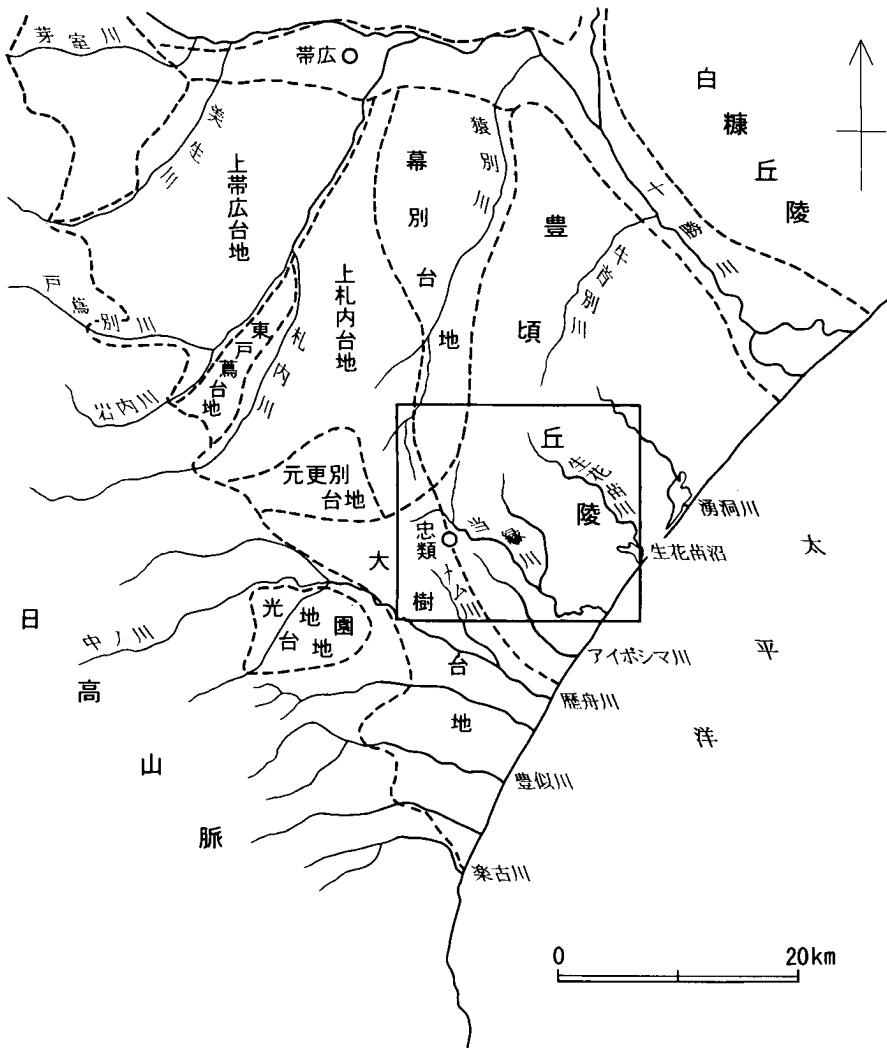 芽室川
帯広
白糠丘陵
美生川
猿別川
幕別台地
上帯広台地
豊頃丘陵
十勝川
牛首別川
上札内台地
戸蔦別川
東戸蔦台地
札内川
岩内川
元更別
台地
生花苗川
湧洞川
忠類
当縁川
生花苗沼
太平洋
大樹台地
メム川
日高山脈
中ノ川
光地園
台地
アイボシマ川
歴舟川
豊似川
楽古川
0 20km